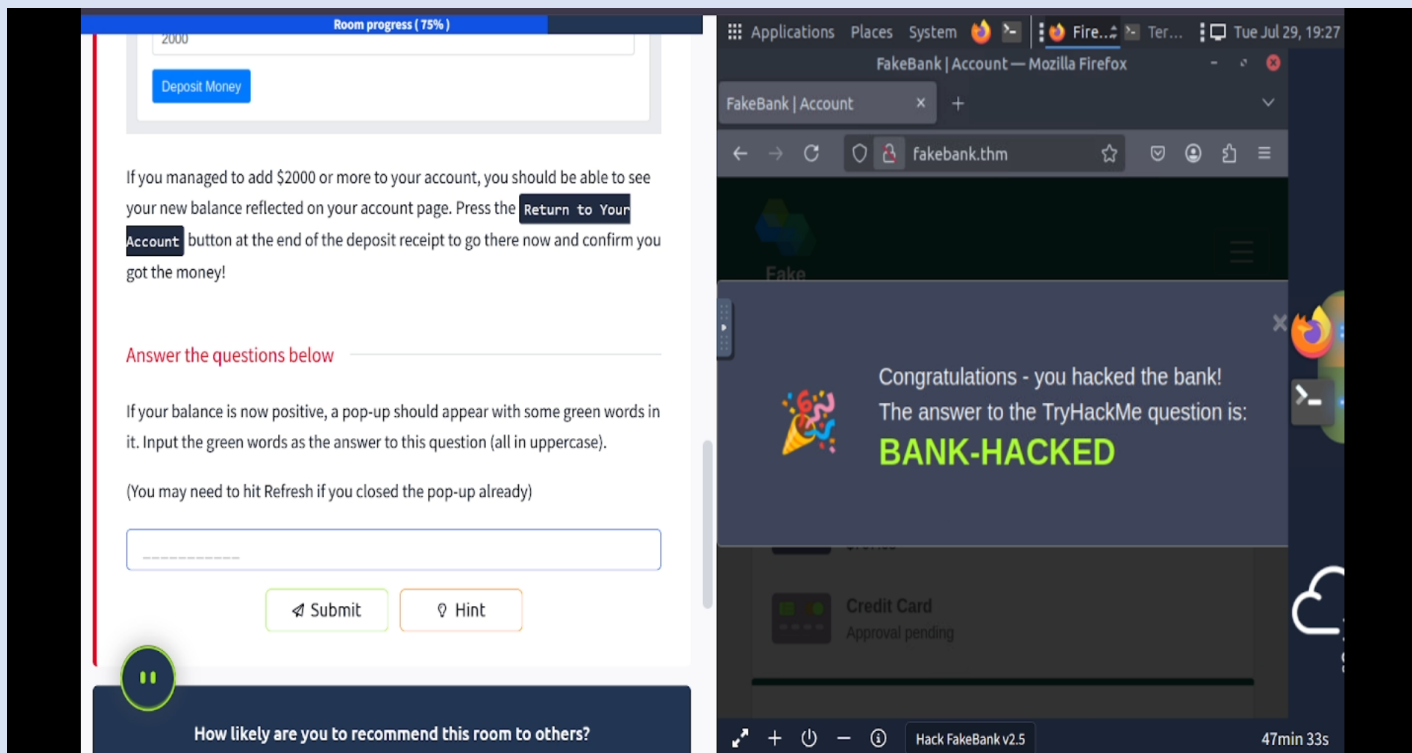 Room progress ( 75% )
2000
Deposit Money
If you managed to add $2000 or more to your account, you should be able to see
your new balance reflected on your account page. Press the Return to Your
Account button at the end of the deposit receipt to go there now and confirm you
got the money!
Answer the questions below
If your balance is now positive, a pop-up should appear with some green words in
it. Input the green words as the answer to this question (all in uppercase).
(You may need to hit Refresh if you closed the pop-up already)
Submit
Hint
How likely are you to recommend this room to others?
Applications Places System Fire.. Ter... Tue Jul 29, 19:27
FakeBank | Account — Mozilla Firefox
FakeBank | Account
fakebank.thm
Fake
Congratulations - you hacked the bank!
The answer to the TryHackMe question is:
BANK-HACKED
Credit Card
Approval pending
Hack FakeBank v2.5
47min 33s